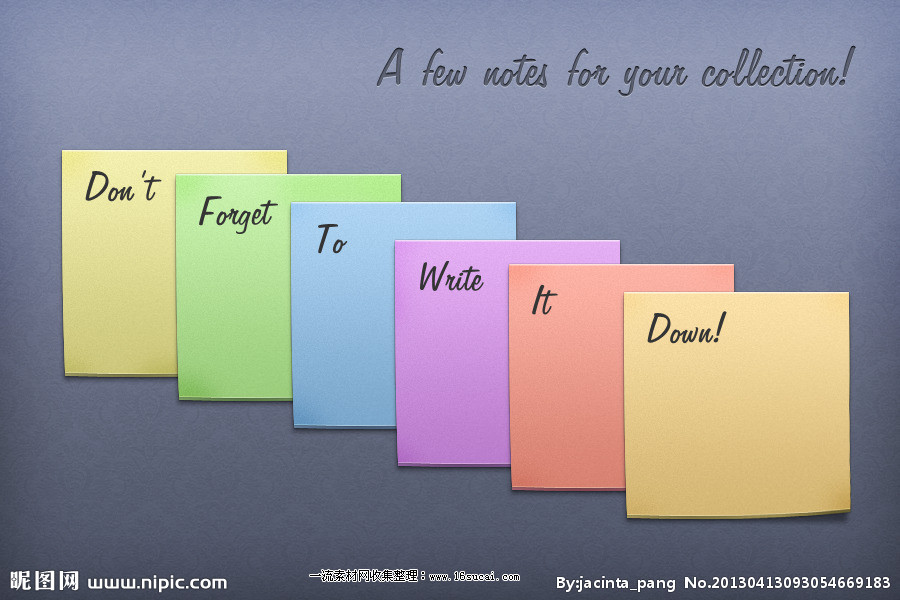 A few notes for your collection!
Don't
Forget
To
Write
It
Down!
昵图网 www.nipic.com
一流素材网收集整理：www.16sucai.com
By:jacinta_pang No.20130413093054669183